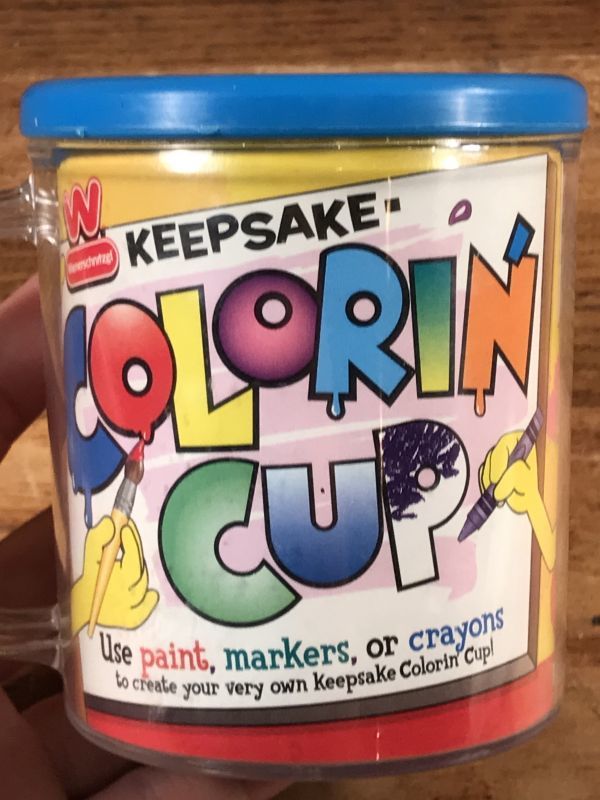 W
Wienerschnitzel
KEEPSAKE-
COLORIN'
CUP
Use paint, markers, or crayons
to create your very own Keepsake Colorin' Cup!